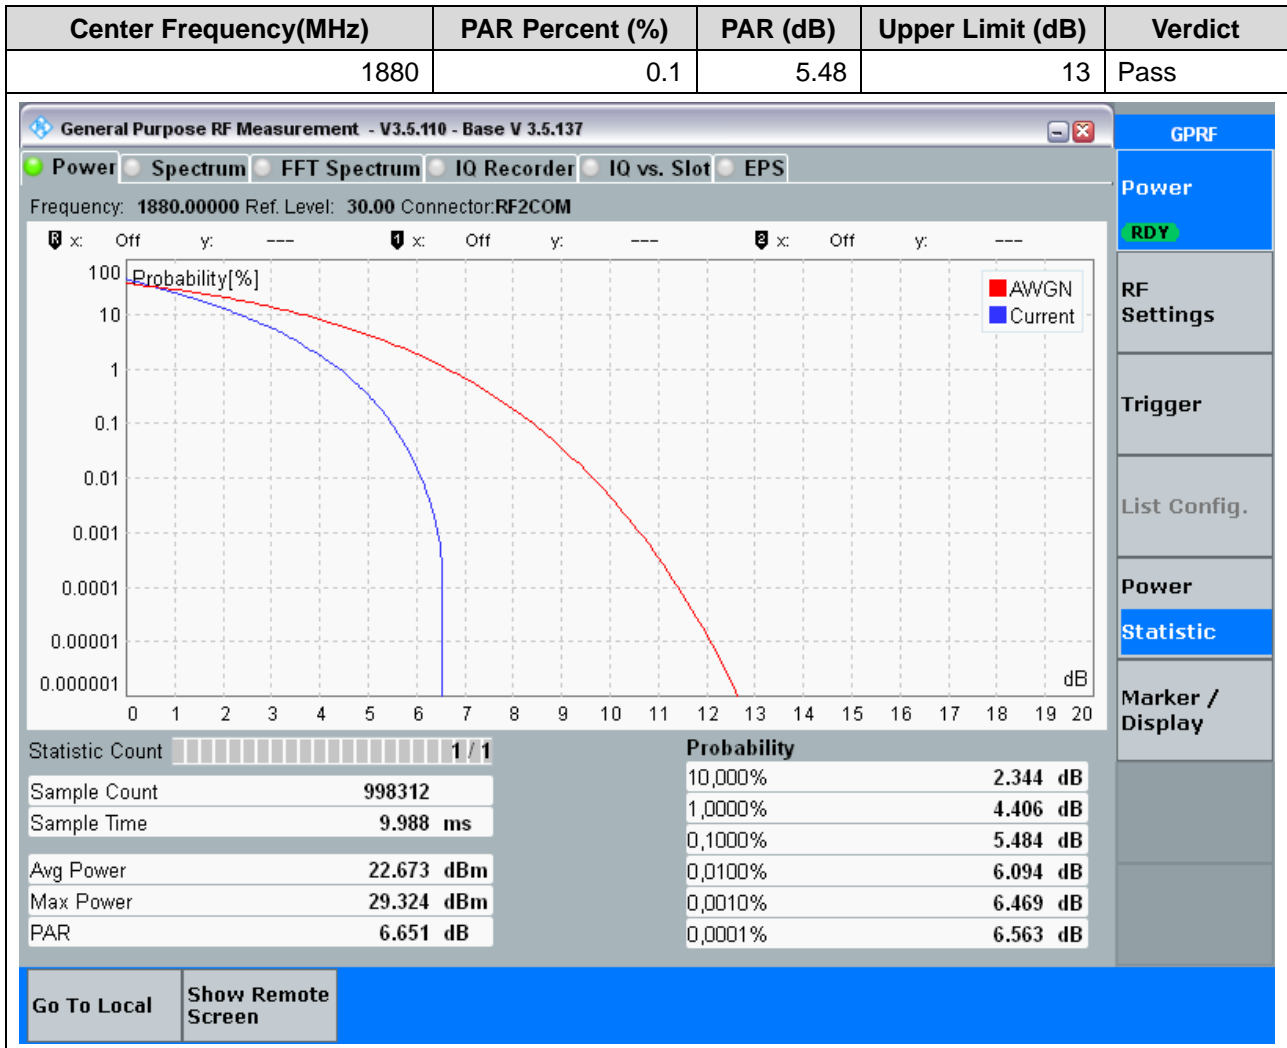 Center Frequency(MHz) PAR Percent (%) PAR (dB) Upper Limit (dB) Verdict
1880 0.1 5.48 13 Pass
General Purpose RF Measurement - V3.5.110 - Base V 3.5.137
GPRF
Power Spectrum FFT Spectrum IQ Recorder IQ vs. Slot EPS
Power
RDY
Frequency: 1880.00000 Ref. Level: 30.00 Connector:RF2COM
R x: Off y: --- 1 x: Off y: --- 2 x: Off y: ---
Probability[%]
AWGN
Current
100
10
1
0.1
0.01
0.001
0.0001
0.00001
0.000001
dB
0 1 2 3 4 5 6 7 8 9 10 11 12 13 14 15 16 17 18 19 20
RF
Settings
Trigger
List Config.
Power
Statistic
Marker /
Display
Statistic Count 1 / 1
Sample Count 998312
Sample Time 9.988 ms
Avg Power 22.673 dBm
Max Power 29.324 dBm
PAR 6.651 dB
Probability
10,000% 2.344 dB
1,0000% 4.406 dB
0,1000% 5.484 dB
0,0100% 6.094 dB
0,0010% 6.469 dB
0,0001% 6.563 dB
Go To Local
Show Remote
Screen